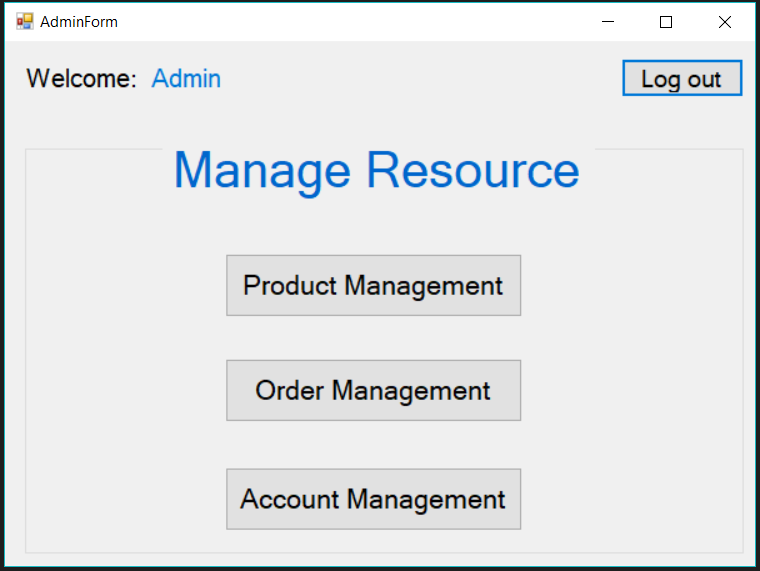 AdminForm
Welcome: Admin
Log out
Manage Resource
Product Management
Order Management
Account Management